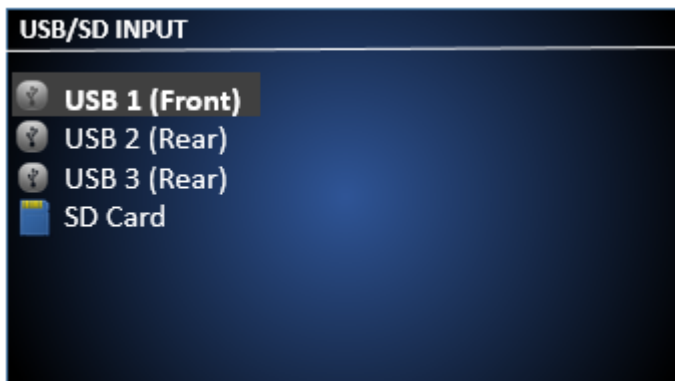 USB/SD INPUT
USB 1 (Front)
USB 2 (Rear)
USB 3 (Rear)
SD Card